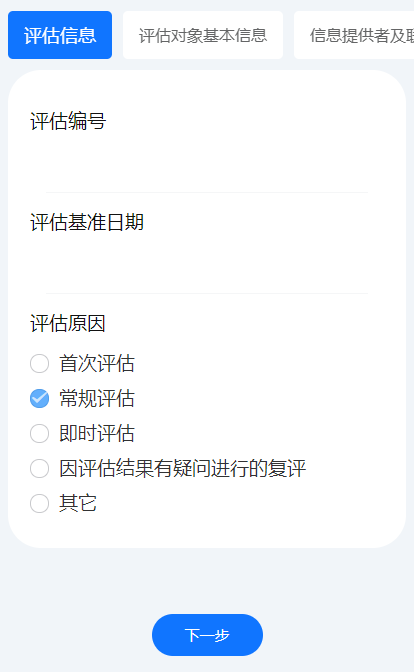 评估信息 评估对象基本信息 信息提供者及
评估编号
评估基准日期
评估原因
首次评估
常规评估
即时评估
因评估结果有疑问进行的复评
其它
下一步